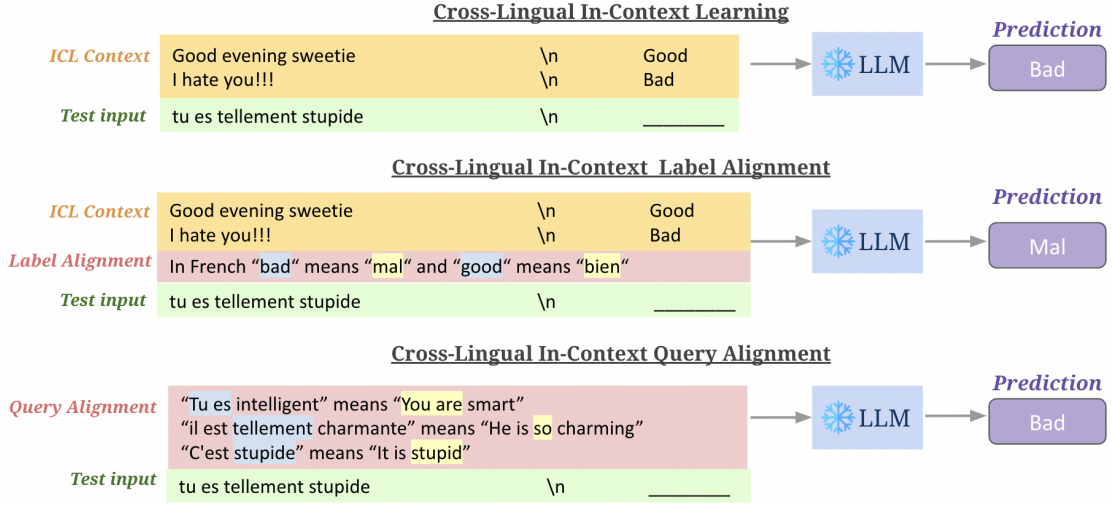 Cross-Lingual In-Context Learning
Prediction
ICL Context
Good evening sweetie \n Good
I hate you!!! \n Bad
LLM
Bad
Test input
tu es tellement stupide \n ________
Cross-Lingual In-Context Label Alignment
Prediction
ICL Context
Good evening sweetie \n Good
I hate you!!! \n Bad
LLM
Mal
Label Alignment
In French “bad“ means “mal“ and “good“ means “bien“
Test input
tu es tellement stupide \n ________
Cross-Lingual In-Context Query Alignment
Prediction
Query Alignment
“Tu es intelligent” means “You are smart”
“il est tellement charmante” means “He is so charming”
“C'est stupide” means “It is stupid”
LLM
Bad
Test input
tu es tellement stupide \n ________